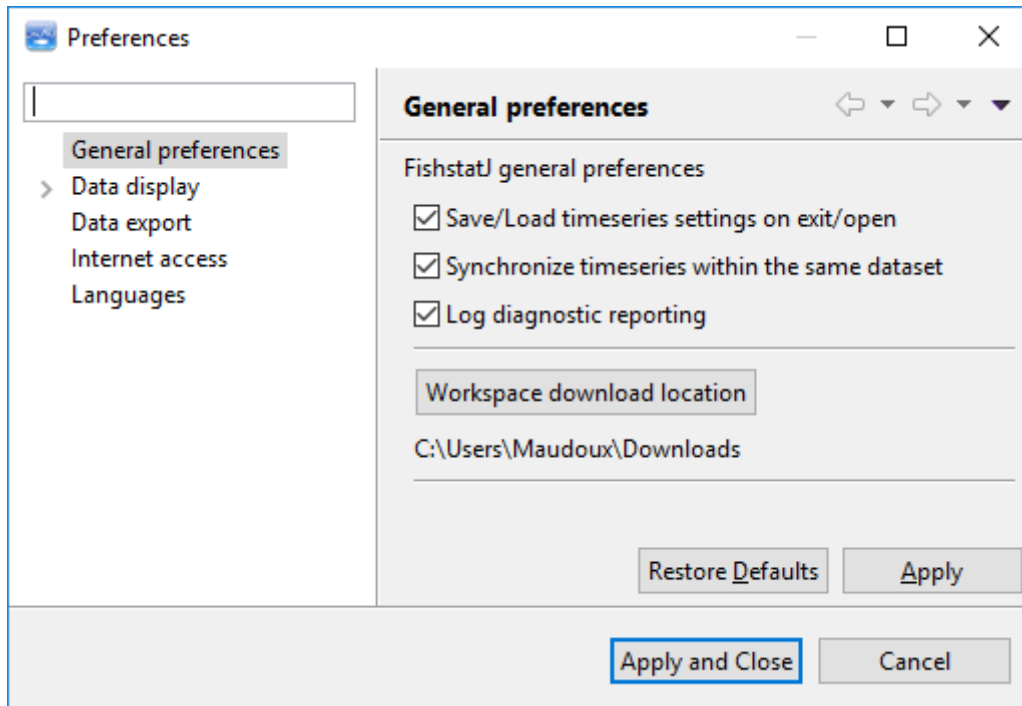 Preferences
General preferences
Data display
Data export
Internet access
Languages
General preferences
FishstatJ general preferences
Save/Load timeseries settings on exit/open
Synchronize timeseries within the same dataset
Log diagnostic reporting
Workspace download location
C:\Users\Maudoux\Downloads
Restore Defaults
Apply
Apply and Close
Cancel